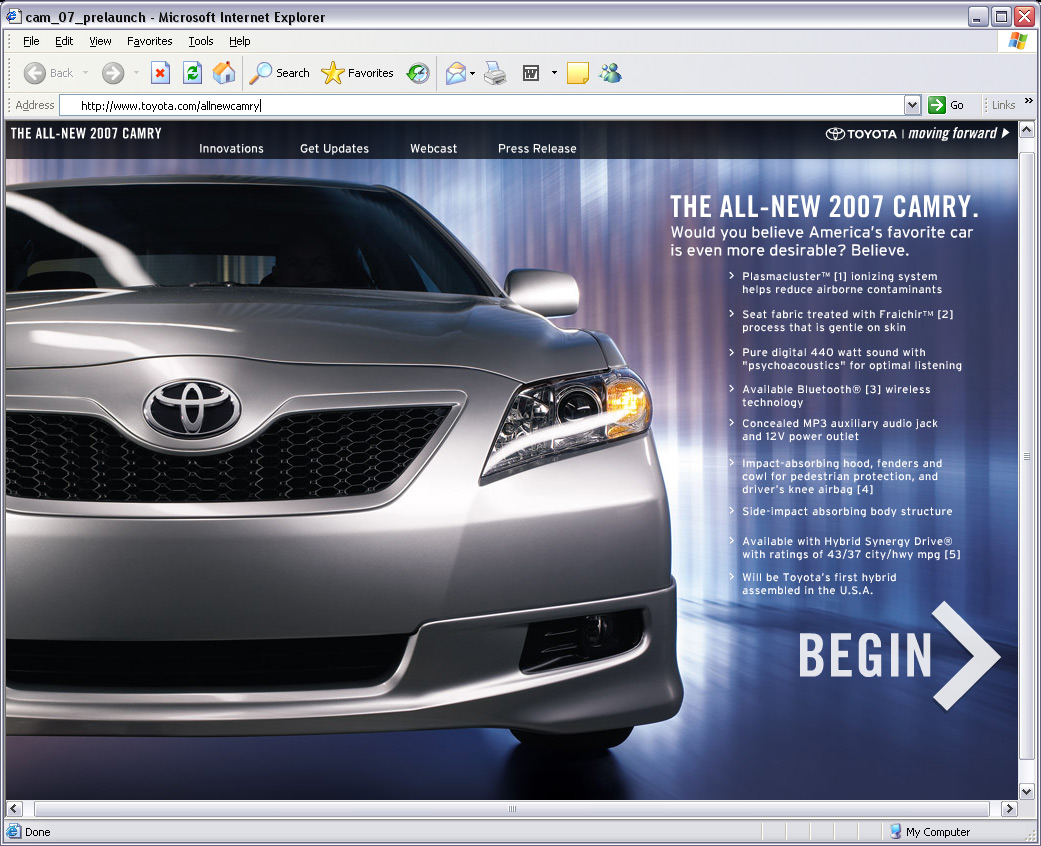 cam_07_prelaunch - Microsoft Internet Explorer
File Edit View Favorites Tools Help
Back Search Favorites
Address http://www.toyota.com/allnewcamry Go Links »
THE ALL-NEW 2007 CAMRY
TOYOTA | moving forward
Innovations Get Updates Webcast Press Release
THE ALL-NEW 2007 CAMRY.
Would you believe America's favorite car
is even more desirable? Believe.
> Plasmacluster™ [1] ionizing system
helps reduce airborne contaminants
> Seat fabric treated with Fraichir™ [2]
process that is gentle on skin
> Pure digital 440 watt sound with
"psychoacoustics" for optimal listening
> Available Bluetooth® [3] wireless
technology
> Concealed MP3 auxiliary audio jack
and 12V power outlet
> Impact-absorbing hood, fenders and
cowl for pedestrian protection, and
driver's knee airbag [4]
> Side-impact absorbing body structure
> Available with Hybrid Synergy Drive®
with ratings of 43/37 city/hwy mpg [5]
> Will be Toyota's first hybrid
assembled in the U.S.A.
BEGIN
Done My Computer